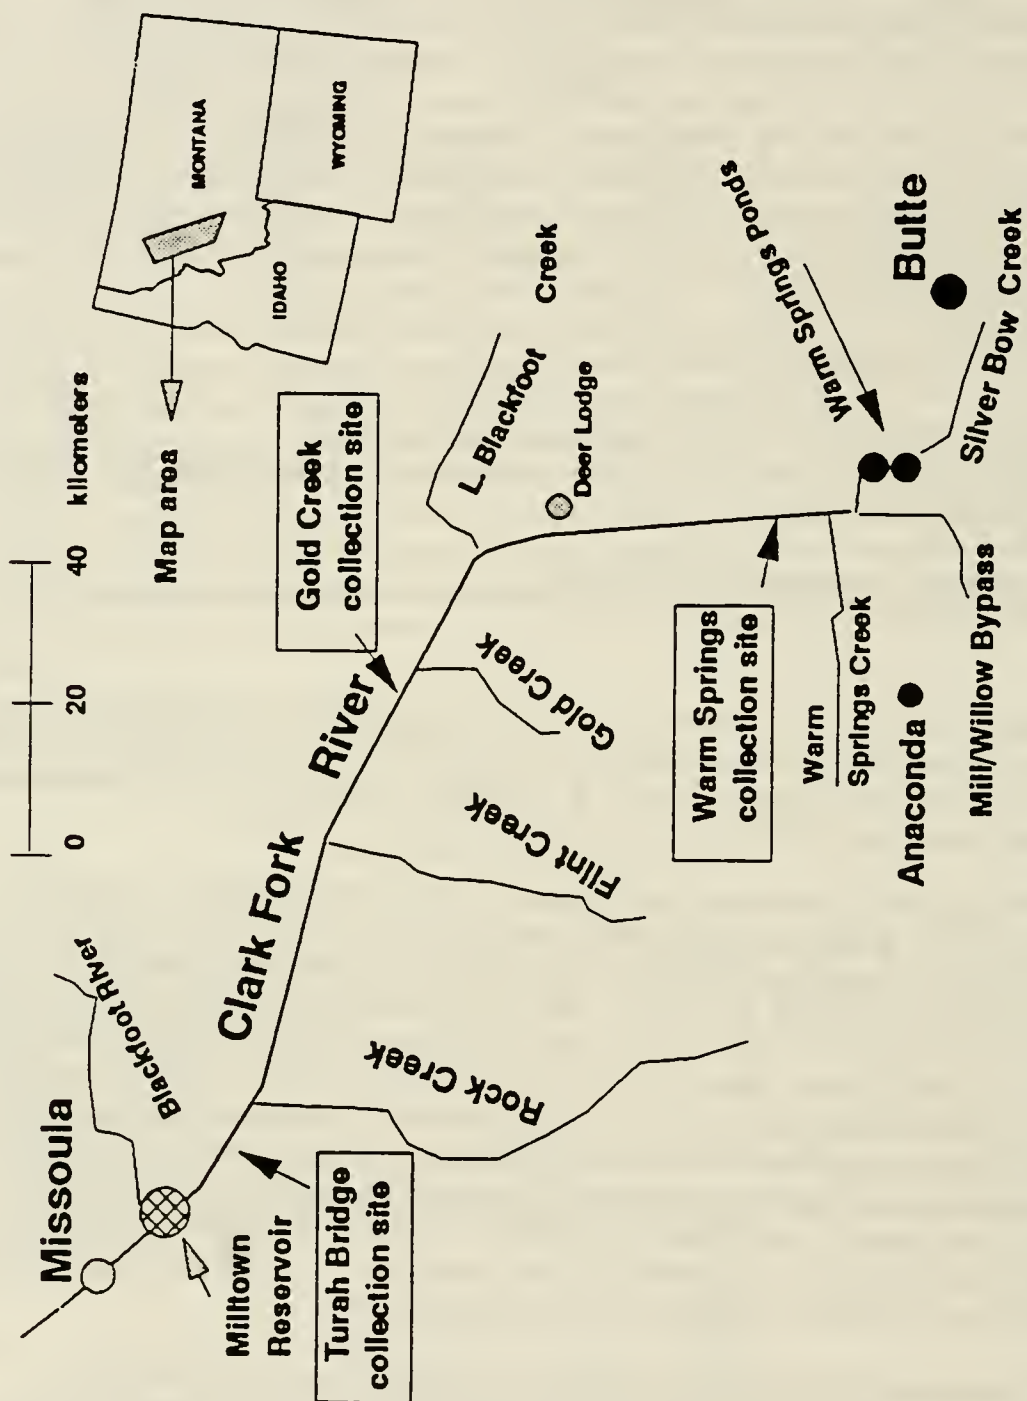 Missoula
Blackfoot River
Clark Fork
River
0
20
40
kilometers
Map area
MONTANA
WYOMING
IDAHO
Gold Creek
collection site
L. Blackfoot
Creek
Deer Lodge
Milltown
Reservoir
Turah Bridge
collection site
Rock Creek
Flint Creek
Gold Creek
Warm Springs
collection site
Warm Springs Ponds
Butte
Silver Bow Creek
Warm
Springs Creek
Anaconda
Mill/Willow Bypass